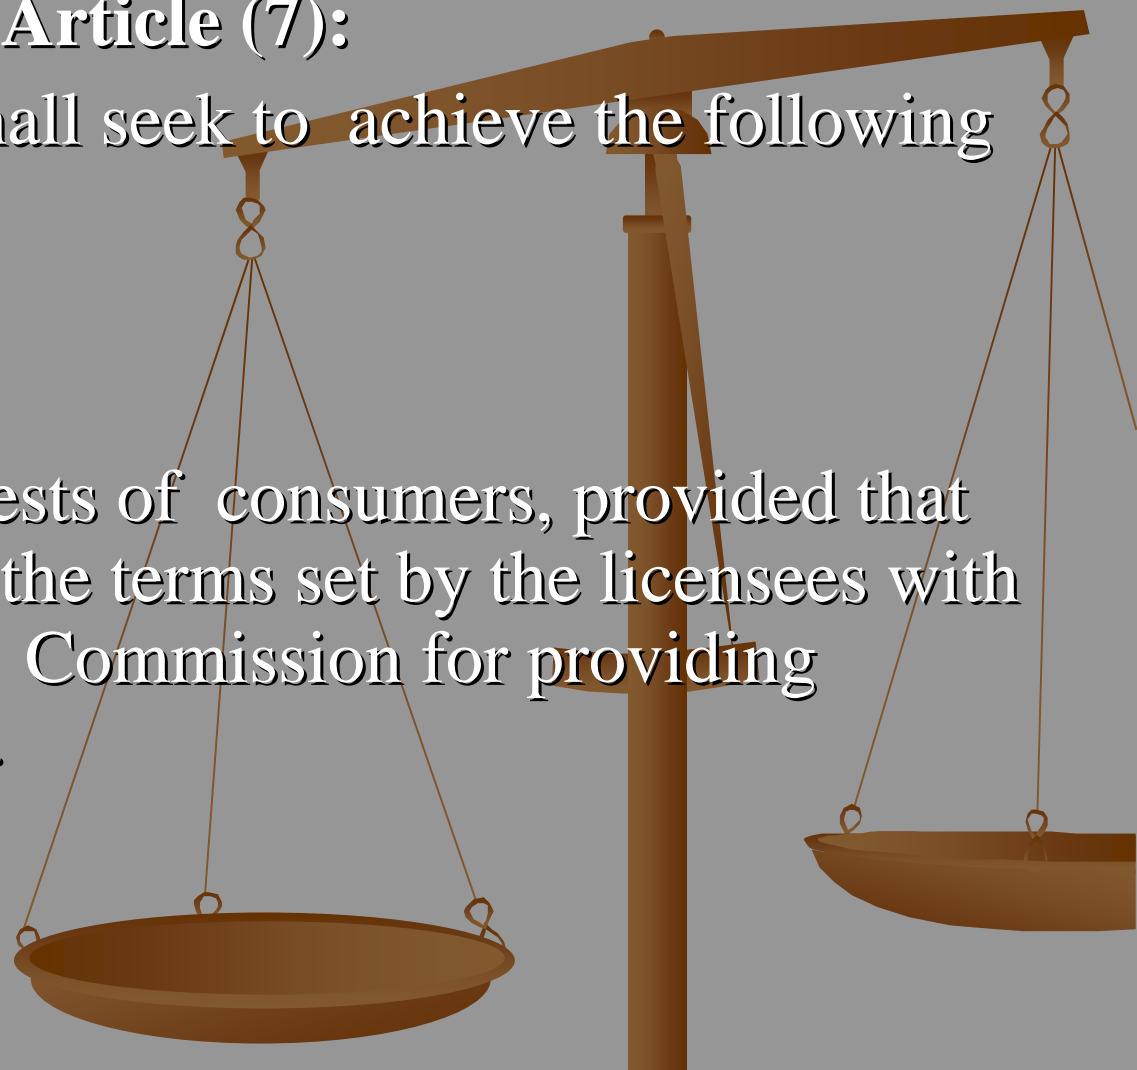 Article (7):
hall seek to achieve the following
ests of consumers, provided that
the terms set by the licensees with
Commission for providing
.